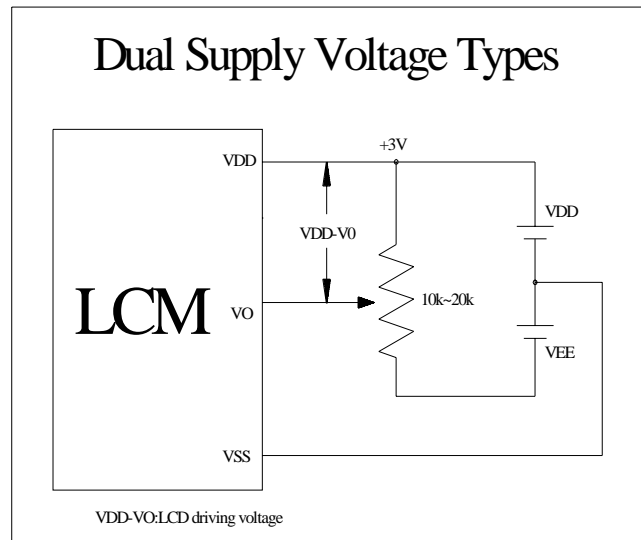 Dual Supply Voltage Types
VDD
+3V
VDD
VDD-V0
LCM
VO
10k~20k
VEE
VSS
VDD-VO:LCD driving voltage